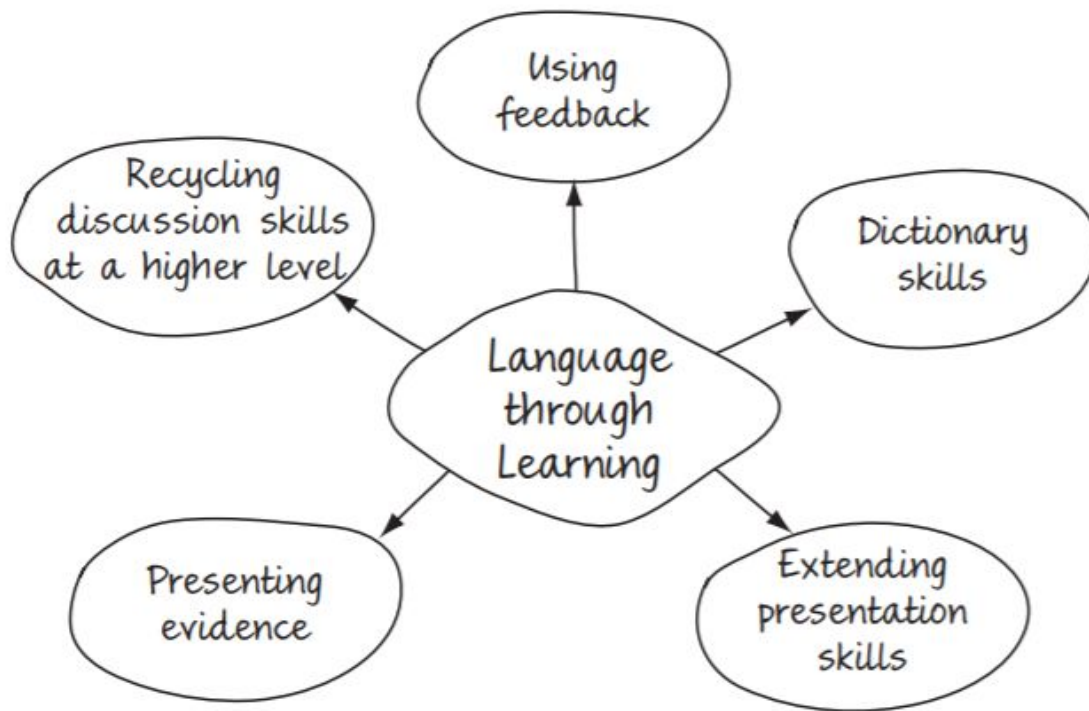 Using
feedback
Recycling
discussion skills
at a higher level
Dictionary
skills
Language
through
Learning
Presenting
evidence
Extending
presentation
skills